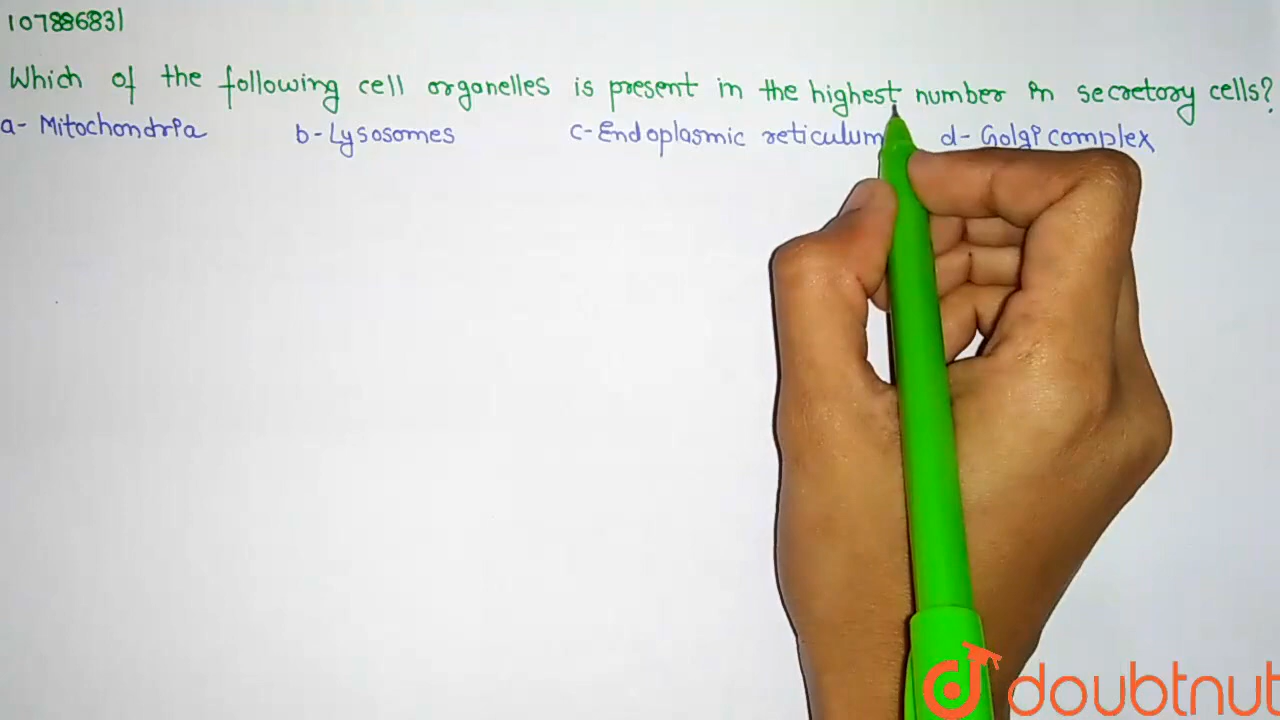 107886831
Which of the following cell organelles is present in the highest number in secretory cells?
a- Mitochondria b- Lysosomes c- Endoplasmic reticulum d- Golgi complex
doubtnut